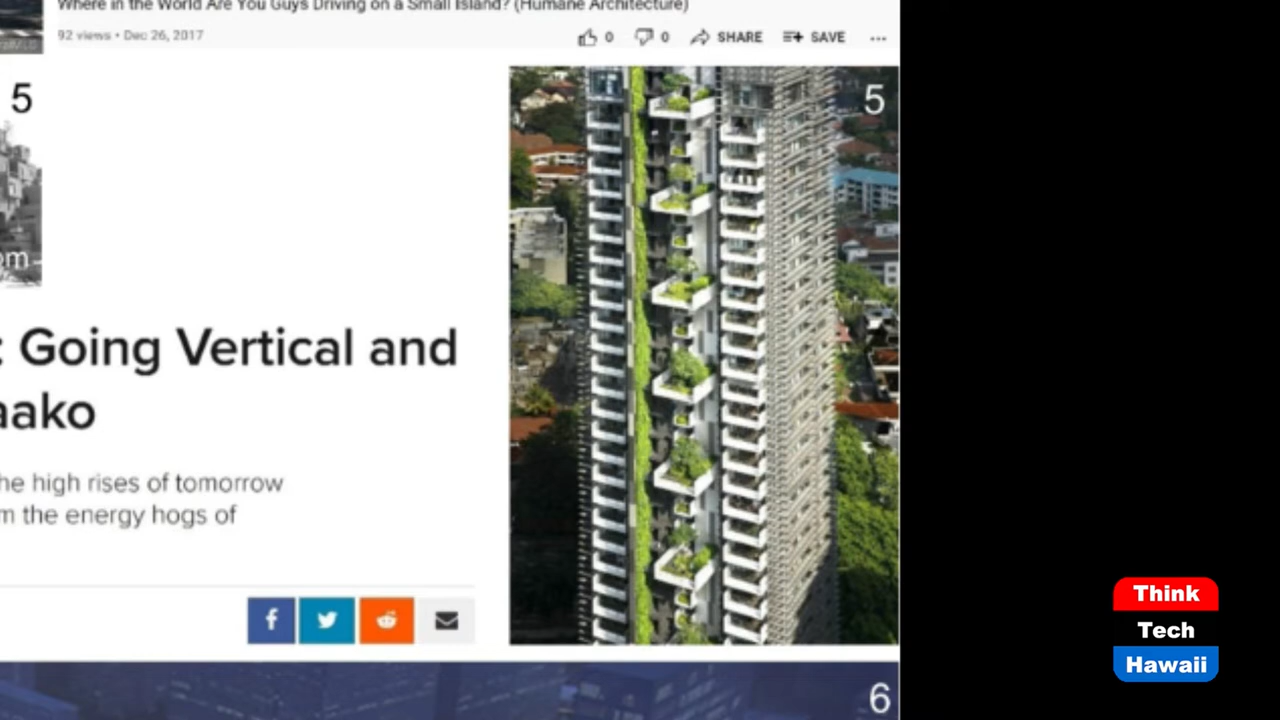 Where in the World Are You Guys Driving on a Small Island? (Humane Architecture)
92 views • Dec 26, 2017
0
0
SHARE
SAVE
5
5
om
: Going Vertical and
aako
he high rises of tomorrow
m the energy hogs of
f
6
Think
Tech
Hawaii